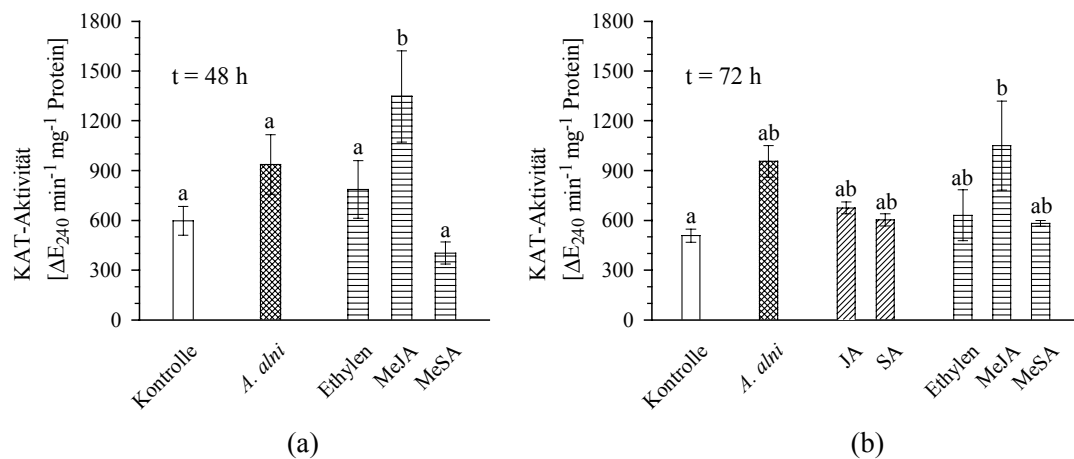 KAT-Aktivität
[ΔE240 min-1 mg-1 Protein]
1800
1500
1200
900
600
300
0
t = 48 h
a
a
a
b
a
Kontrolle
A. alni
Ethylen
MeJA
MeSA
(a)
KAT-Aktivität
[ΔE240 min-1 mg-1 Protein]
1800
1500
1200
900
600
300
0
t = 72 h
a
ab
ab
ab
ab
b
ab
Kontrolle
A. alni
JA
SA
Ethylen
MeJA
MeSA
(b)